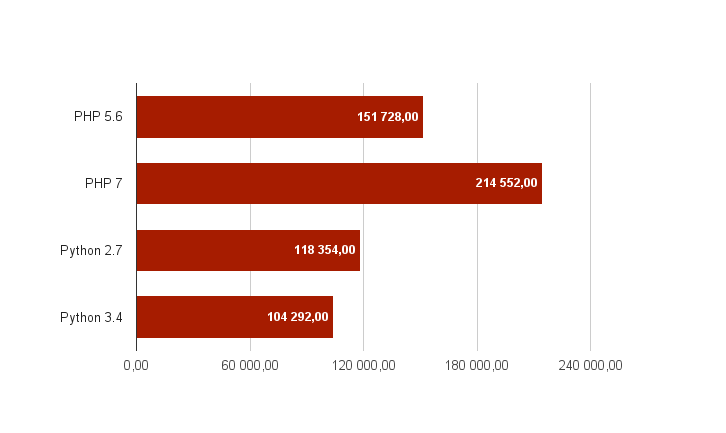 PHP 5.6
151 728,00
PHP 7
214 552,00
Python 2.7
118 354,00
Python 3.4
104 292,00
0,00 60 000,00 120 000,00 180 000,00 240 000,00